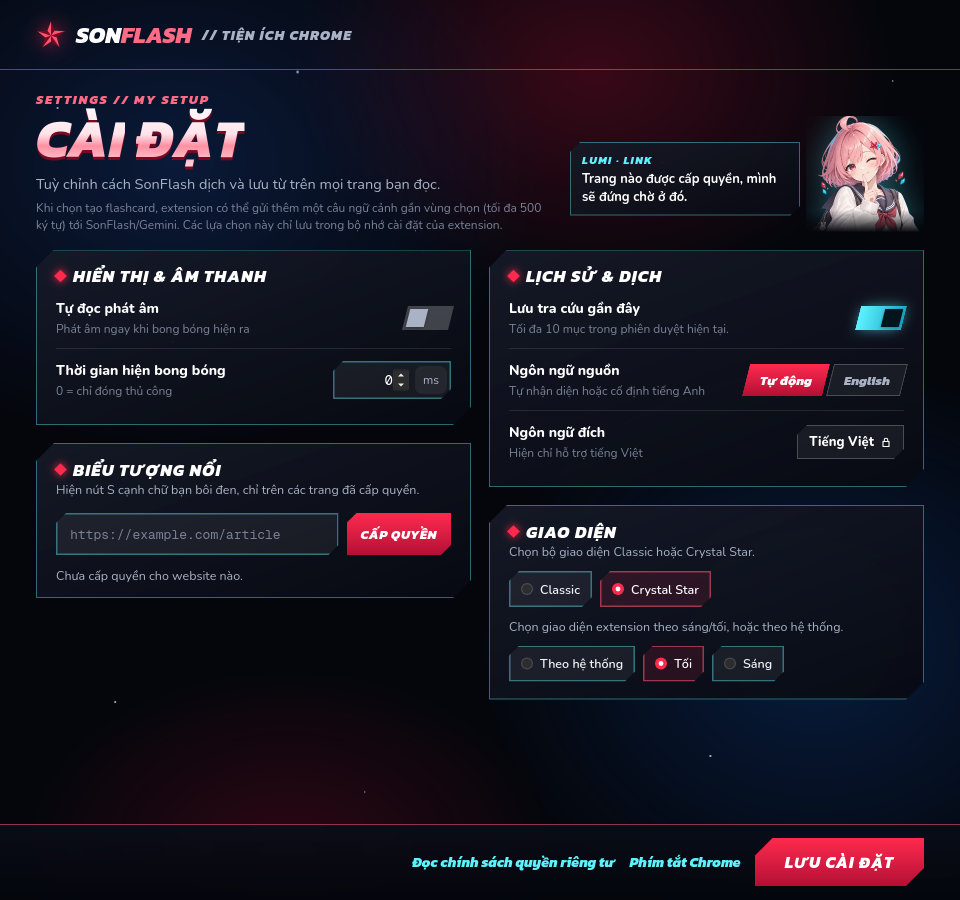 SONFLASH // TIỆN ÍCH CHROME
SETTINGS // MY SETUP
CÀI ĐẶT
Tuỳ chỉnh cách SonFlash dịch và lưu từ trên mọi trang bạn đọc.
Khi chọn tạo flashcard, extension có thể gửi thêm một câu ngữ cảnh gần vùng chọn (tối đa 500
ký tự) tới SonFlash/Gemini. Các lựa chọn này chỉ lưu trong bộ nhớ cài đặt của extension.
LUMI · LINK
Trang nào được cấp quyền, mình
sẽ đứng chờ ở đó.
HIỂN THỊ & ÂM THANH
Tự đọc phát âm
Phát âm ngay khi bong bóng hiện ra
Thời gian hiện bong bóng
0 = chỉ đóng thủ công
0 ms
BIỂU TƯỢNG NỔI
Hiện nút S cạnh chữ bạn bôi đen, chỉ trên các trang đã cấp quyền.
https://example.com/article
CẤP QUYỀN
Chưa cấp quyền cho website nào.
LỊCH SỬ & DỊCH
Lưu tra cứu gần đây
Tối đa 10 mục trong phiên duyệt hiện tại.
Ngôn ngữ nguồn
Tự nhận diện hoặc cố định tiếng Anh
Tự động
English
Ngôn ngữ đích
Hiện chỉ hỗ trợ tiếng Việt
Tiếng Việt
GIAO DIỆN
Chọn bộ giao diện Classic hoặc Crystal Star.
Classic
Crystal Star
Chọn giao diện extension theo sáng/tối, hoặc theo hệ thống.
Theo hệ thống
Tối
Sáng
Đọc chính sách quyền riêng tư
Phím tắt Chrome
LƯU CÀI ĐẶT